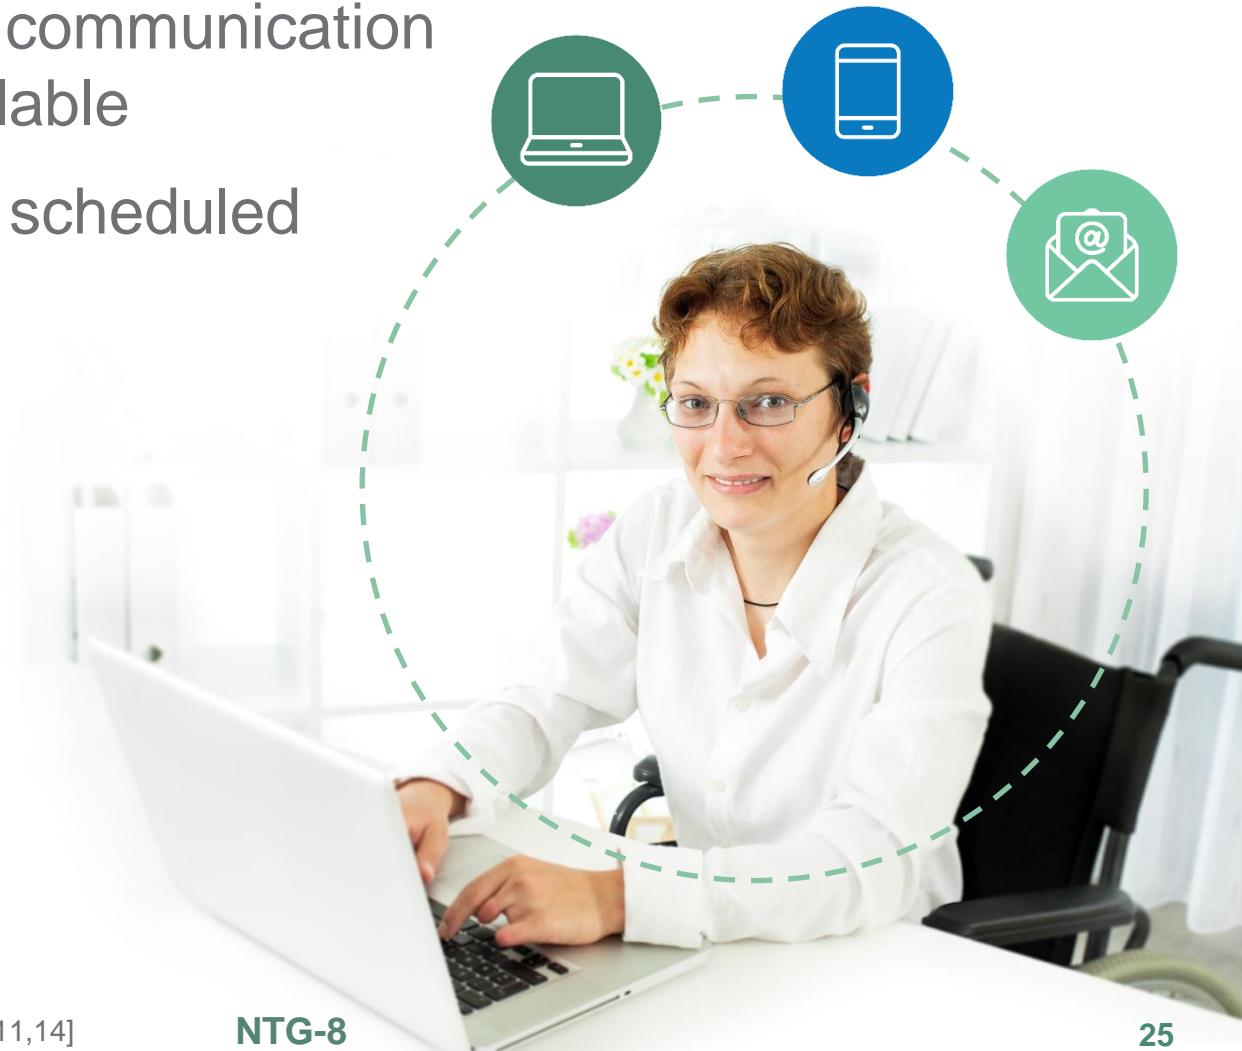 communication
lable
scheduled
@
11,14] NTG-8 25